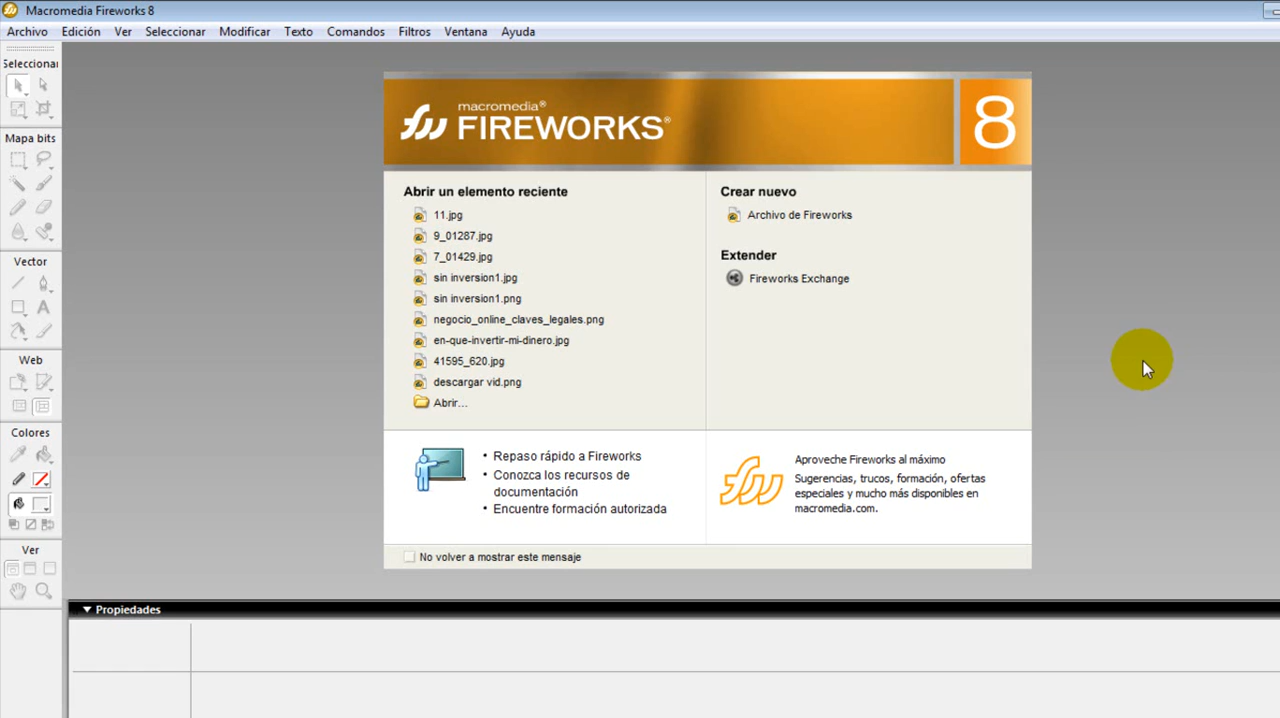 Macromedia Fireworks 8
Archivo Edición Ver Seleccionar Modificar Texto Comandos Filtros Ventana Ayuda
Seleccionar
Mapa bits
Vector
Web
Colores
Ver
macromedia®
FIREWORKS®
8
Abrir un elemento reciente
11.jpg
9_01287.jpg
7_01429.jpg
sin inversion1.jpg
sin inversion1.png
negocio_online_claves_legales.png
en-que-invertir-mi-dinero.jpg
41595_620.jpg
descargar vid.png
Abrir...
Crear nuevo
Archivo de Fireworks
Extender
Fireworks Exchange
• Repaso rápido a Fireworks
• Conozca los recursos de
documentación
• Encuentre formación autorizada
Aproveche Fireworks al máximo
Sugerencias, trucos, formación, ofertas
especiales y mucho más disponibles en
macromedia.com.
No volver a mostrar este mensaje
Propiedades